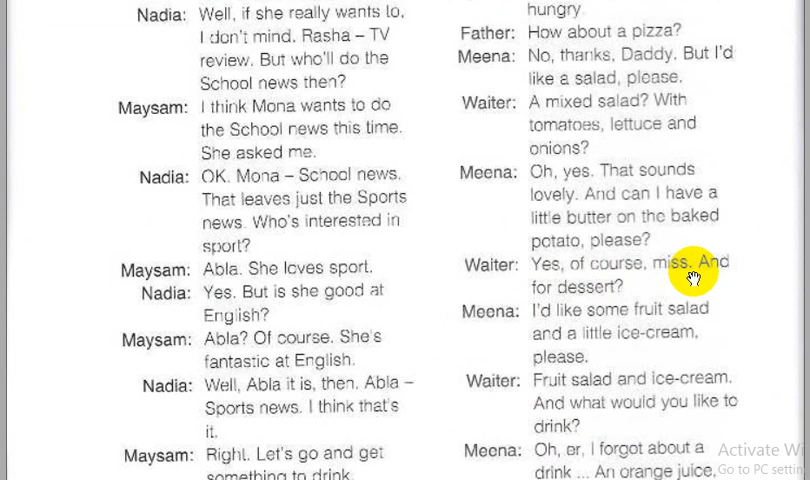 Nadia: Well, if she really wants to,
I don't mind. Rasha – TV
review. But who'll do the
School news then?
Maysam: I think Mona wants to do
the School news this time.
She asked me.
Nadia: OK. Mona – School news.
That leaves just the Sports
news. Who's interested in
sport?
Maysam: Abla. She loves sport.
Nadia: Yes. But is she good at
English?
Maysam: Abla? Of course. She's
fantastic at English.
Nadia: Well, Abla it is, then. Abla –
Sports news. I think that's
it.
Maysam: Right. Let's go and get
something to drink.
hungry.
Father: How about a pizza?
Meena: No, thanks, Daddy. But I'd
like a salad, please.
Waiter: A mixed salad? With
tomatoes, lettuce and
onions?
Meena: Oh, yes. That sounds
lovely. And can I have a
little butter on the baked
potato, please?
Waiter: Yes, of course, miss. And
for dessert?
Meena: I'd like some fruit salad
and a little ice-cream,
please.
Waiter: Fruit salad and ice-cream.
And what would you like to
drink?
Meena: Oh, er, I forgot about a
drink ... An orange juice,
Activate Wi
Go to PC settin